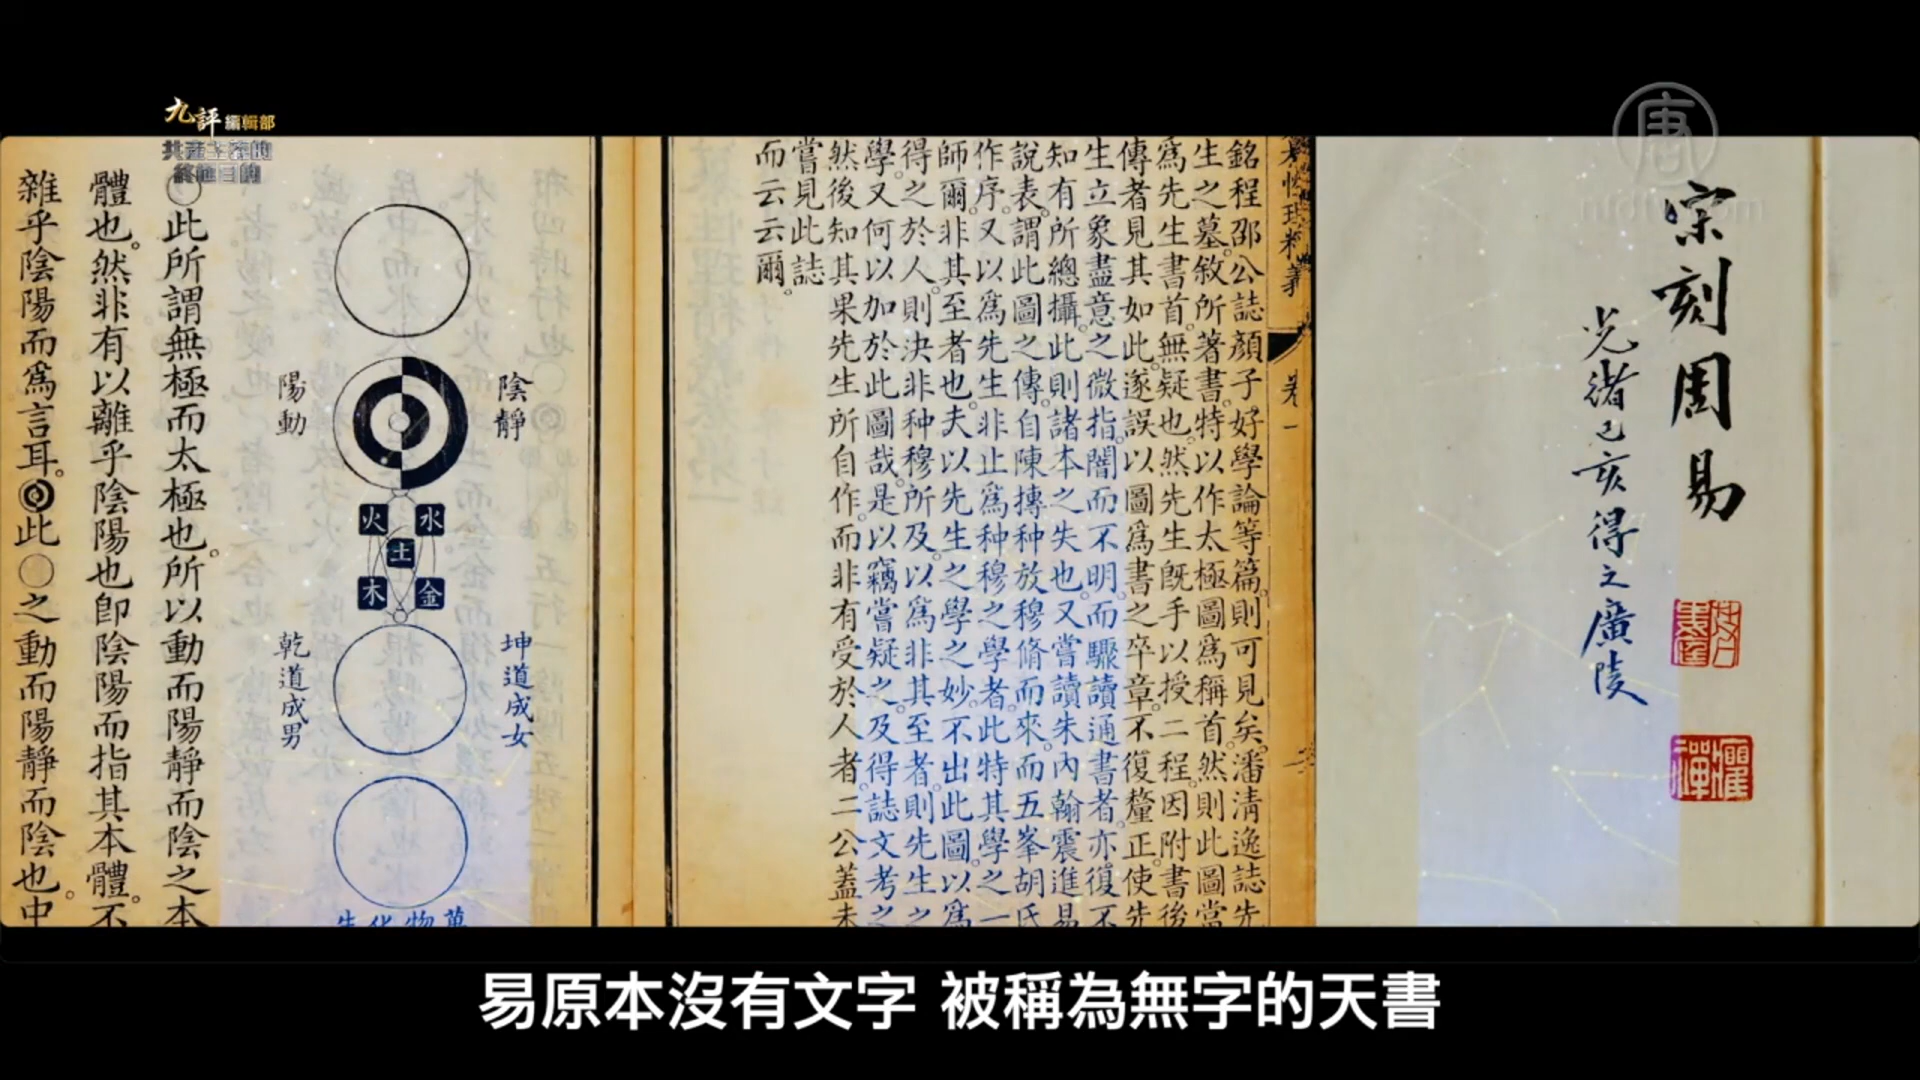 九評編輯部
共產主義的
終極目的
唐
ntdtv.com
宗刻周易
光緒己亥得之廣陵
卷一
銘程邵公誌顏子好學論等篇則可見矣潘清逸誌先
生之墓敘所著書特以作太極圖爲稱首然則此圖當
爲先生書首無疑也然先生既手以授二程因附書後
傳者見其如此遂誤以圖爲書之卒章不復釐正使先
生立象盡意之微指闇而不明而驟讀通書者亦復不
知有所總攝此則諸本之失也又嘗讀朱內翰震進易
說表謂此圖之傳自陳摶种放穆脩而來而五峯胡氏
作序又以爲先生非止爲种穆之學者此特其學之一
師爾非其至者也夫以先生之學之妙不出此圖以爲
得之於人則決非种穆所及以爲非其至者則先生之
學又何以加於此圖哉是以竊嘗疑之及得誌文考之
然後知其果先生所自作而非有受於人者二公蓋未
嘗見此誌
而云云爾。
陰靜
陽動
火 水
土
木 金
坤道成女
乾道成男
生化物萬
○此所謂無極而太極也。所以動而陽靜而陰之本
體也。然非有以離乎陰陽也卽陰陽而指其本體。不
雜乎陰陽而爲言耳。此○之動而陽靜而陰也。中
易原本沒有文字 被稱為無字的天書